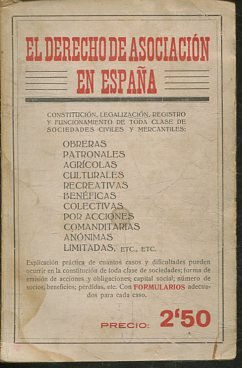 EL DERECHO DE ASOCIACIÓN
EN ESPAÑA
CONSTITUCIÓN, LEGALIZACIÓN, REGISTRO
Y FUNCIONAMIENTO DE TODA CLASE DE
SOCIEDADES CIVILES Y MERCANTILES:
OBRERAS
PATRONALES
AGRÍCOLAS
CULTURALES
RECREATIVAS
BENÉFICAS
COLECTIVAS
POR ACCIONES
COMANDITARIAS
ANÓNIMAS
LIMITADAS, ETC., ETC.
Explicación práctica de cuantos casos y dificultades pueden
ocurrir en la constitución de toda clase de sociedades; forma de
emisión de acciones y obligaciones; capital social; número de
socios; beneficios; pérdidas, etc. Con FORMULARIOS adecua-
dos para cada caso.
PRECIO: 2'50